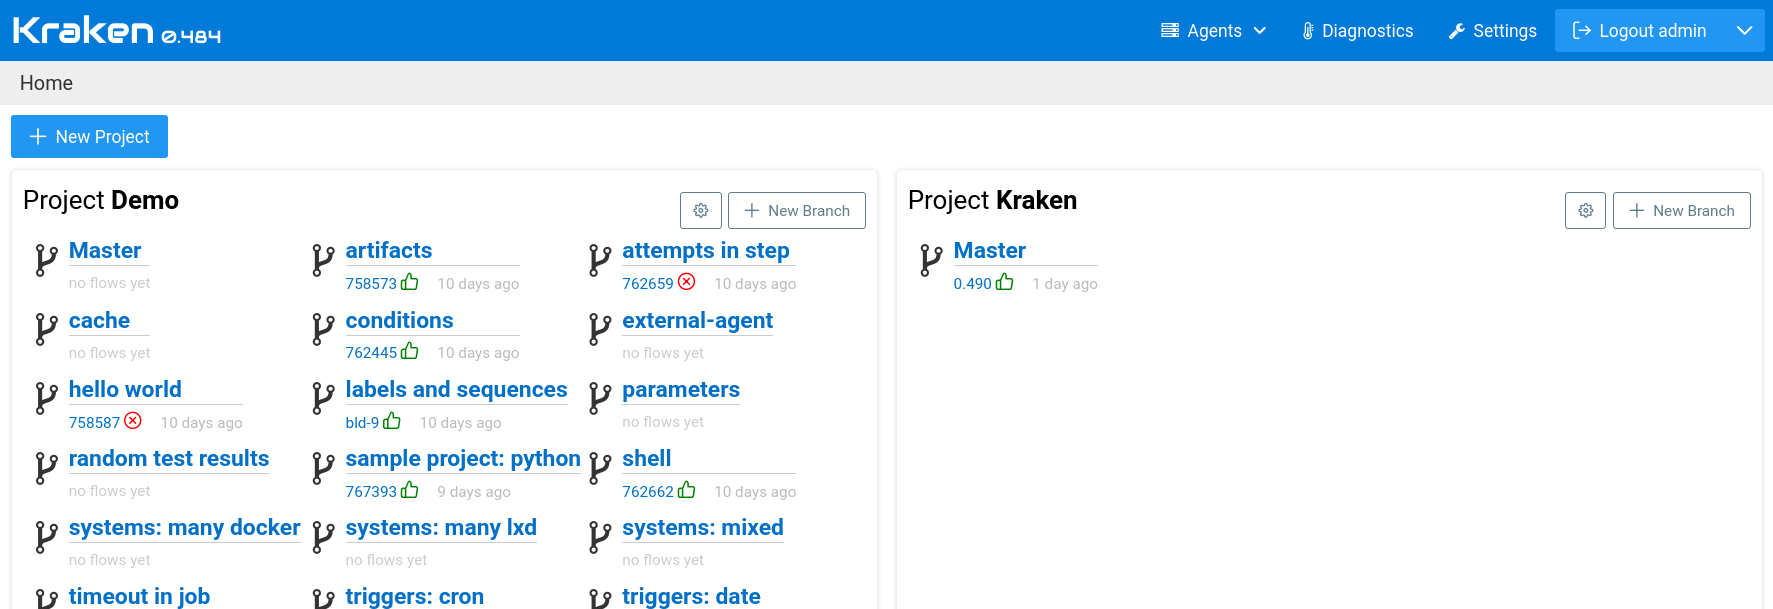 Kraken 0.484
Agents
Diagnostics
Settings
Logout admin
Home
New Project
Project Demo
New Branch
Master
no flows yet
artifacts
758573 10 days ago
attempts in step
762659 10 days ago
cache
no flows yet
conditions
762445 10 days ago
external-agent
no flows yet
hello world
758587 10 days ago
labels and sequences
bld-9 10 days ago
parameters
no flows yet
random test results
no flows yet
sample project: python
767393 9 days ago
shell
762662 10 days ago
systems: many docker
no flows yet
systems: many lxd
no flows yet
systems: mixed
no flows yet
timeout in job
triggers: cron
triggers: date
Project Kraken
New Branch
Master
0.490 1 day ago